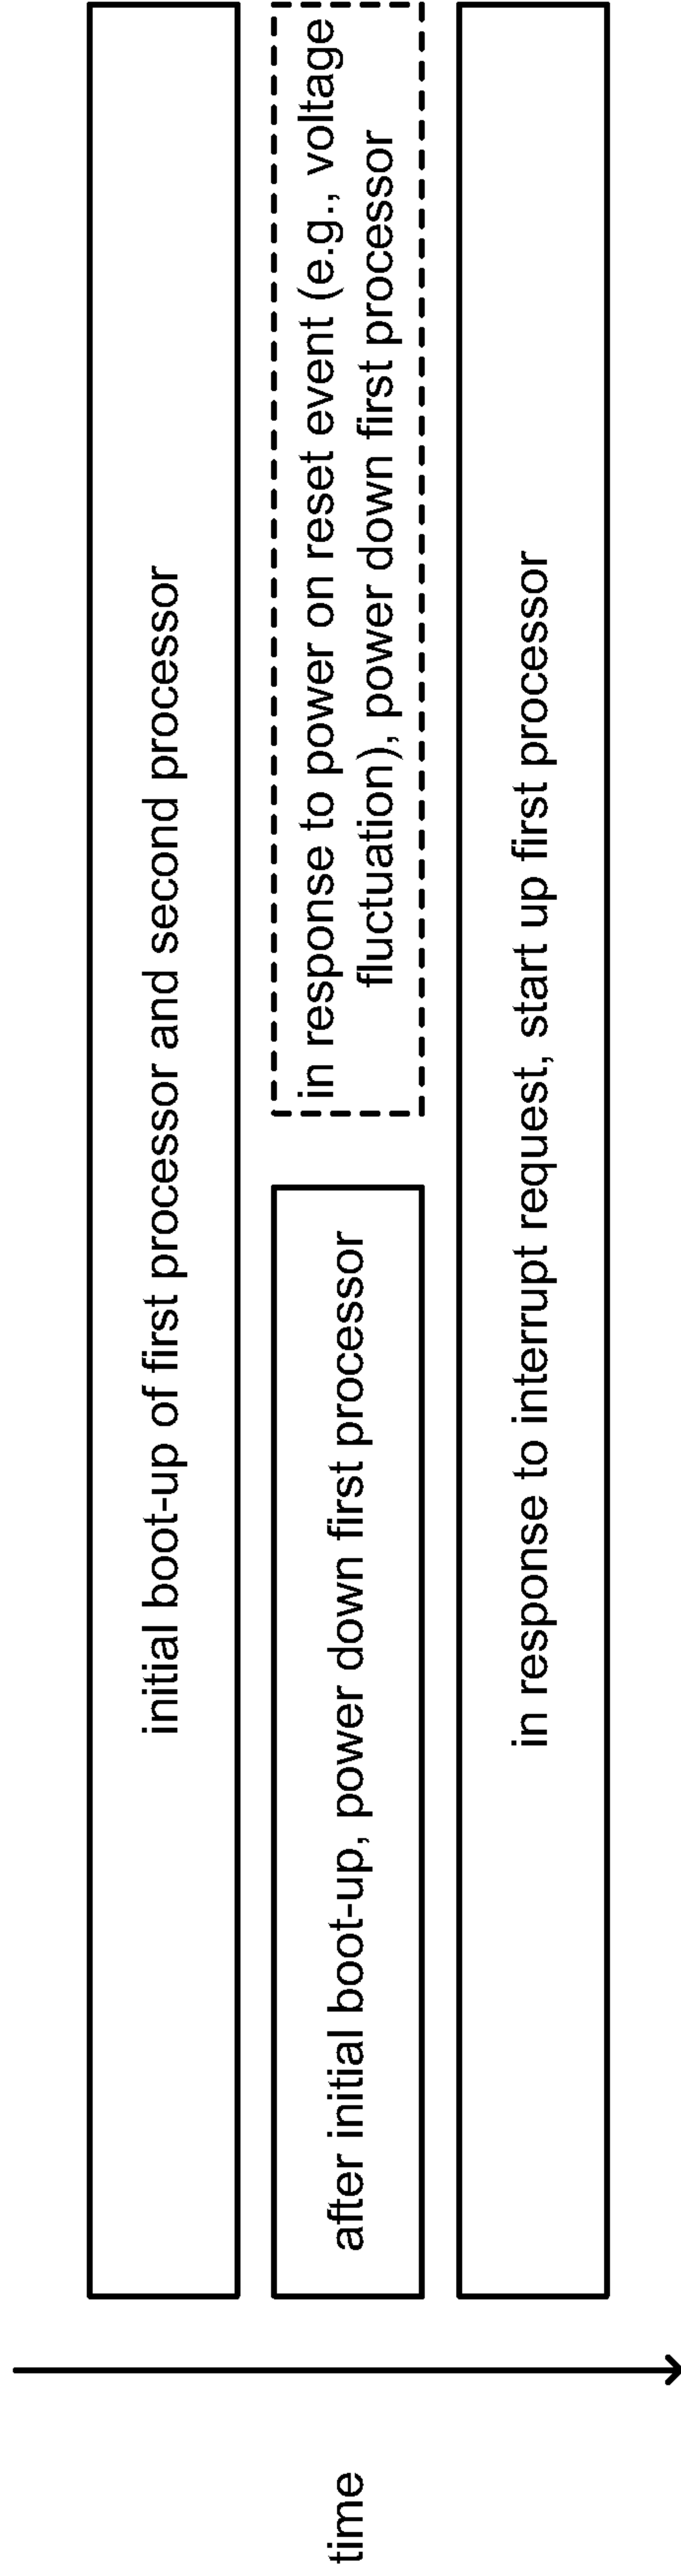 initial boot-up of first processor and second processor
after initial boot-up, power down first processor
in response to power on reset event (e.g., voltage
fluctuation), power down first processor
in response to interrupt request, start up first processor
time